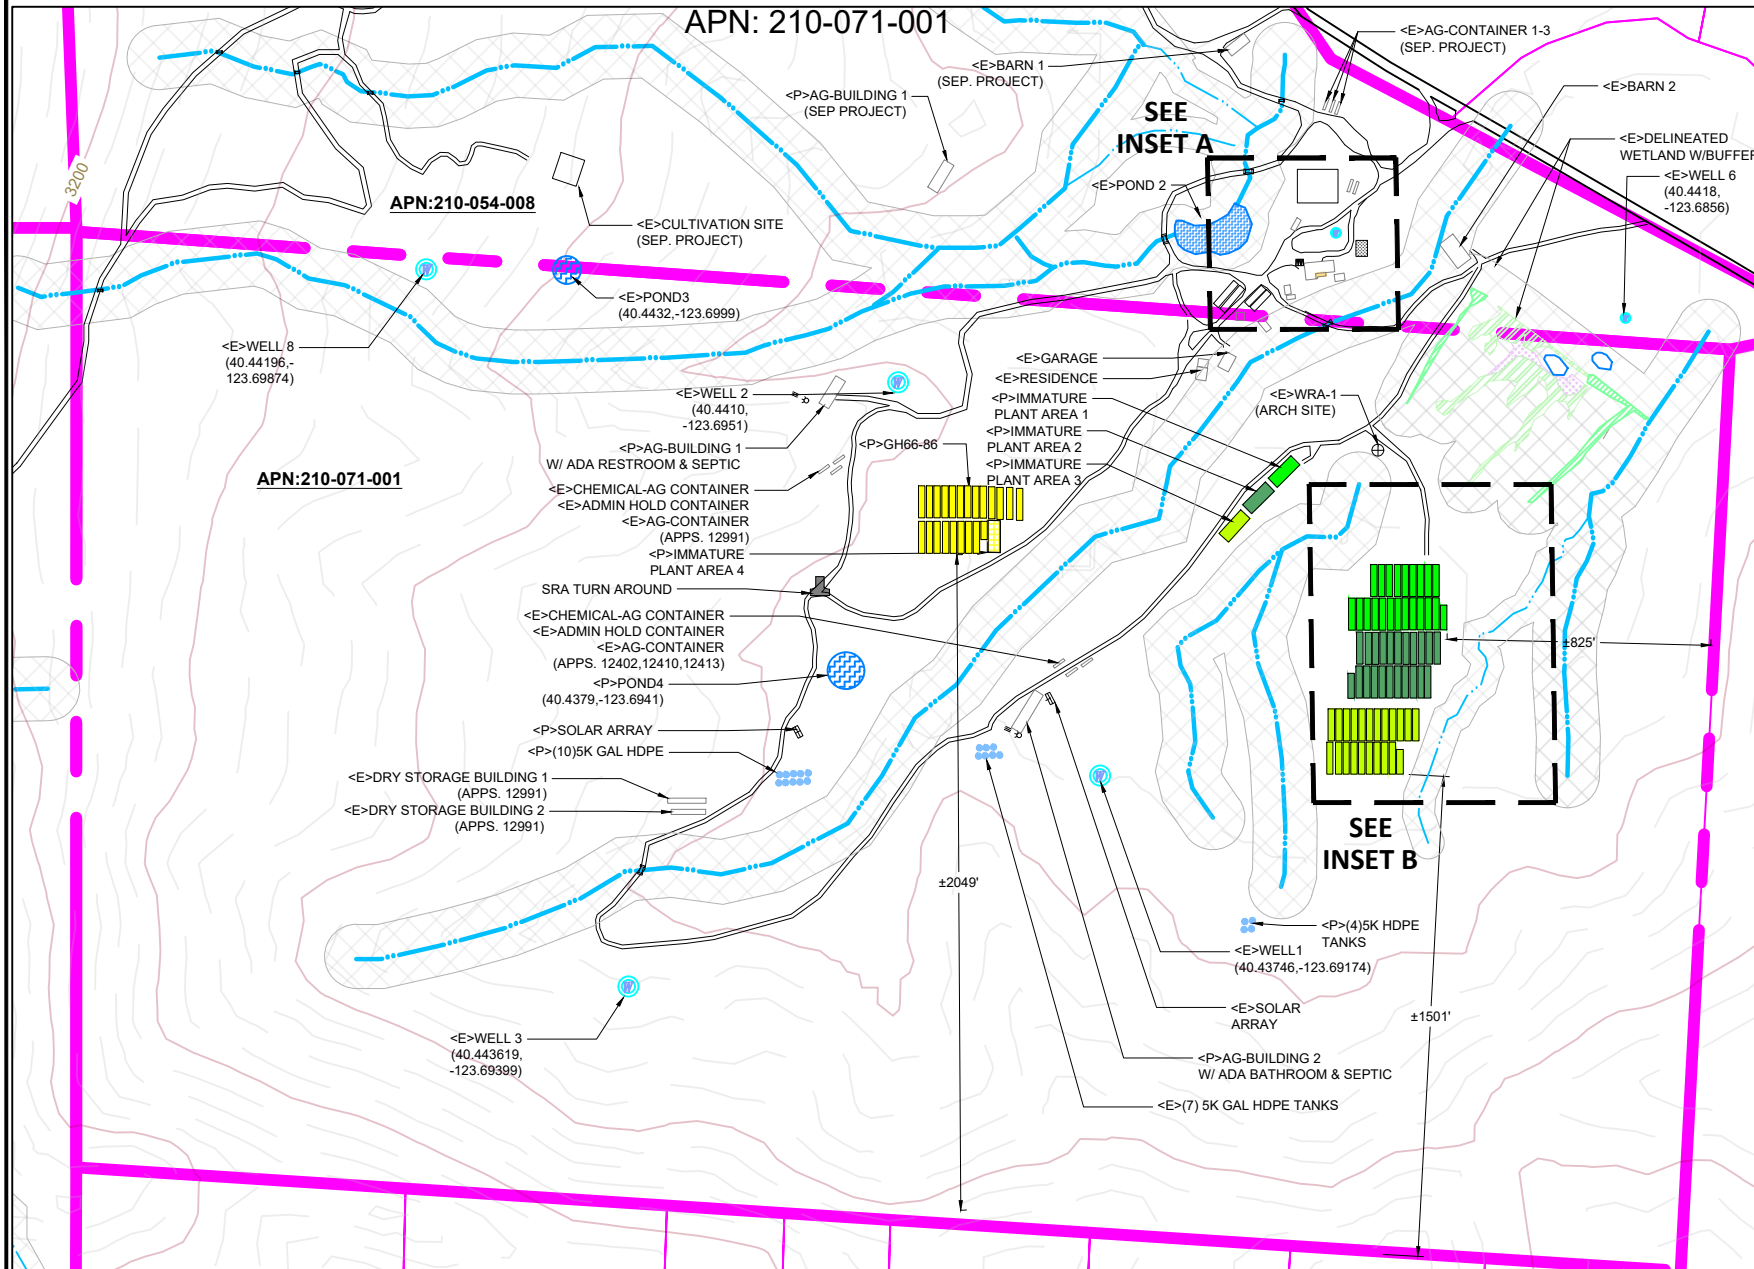 APN: 210-071-001
<E>AG-CONTAINER 1-3
(SEP. PROJECT)
<E>BARN 1
(SEP. PROJECT)
<P>AG-BUILDING 1
(SEP PROJECT)
SEE
INSET A
<E>BARN 2
<E>DELINEATED
WETLAND W/BUFFER
<E>WELL 6
(40.4418,
-123.6856)
3200
APN:210-054-008
<E>CULTIVATION SITE
(SEP. PROJECT)
<E>POND 2
<E>POND3
(40.4432,-123.6999)
<E>WELL 8
(40.44196,-
123.69874)
<E>WELL 2
(40.4410,
-123.6951)
<E>GARAGE
<E>RESIDENCE
<P>IMMATURE
PLANT AREA 1
<P>IMMATURE
PLANT AREA 2
<P>IMMATURE
PLANT AREA 3
<E>WRA-1
(ARCH SITE)
<P>AG-BUILDING 1
W/ ADA RESTROOM & SEPTIC
<P>GH66-86
APN:210-071-001
<E>CHEMICAL-AG CONTAINER
<E>ADMIN HOLD CONTAINER
<E>AG-CONTAINER
(APPS. 12991)
<P>IMMATURE
PLANT AREA 4
SRA TURN AROUND
<E>CHEMICAL-AG CONTAINER
<E>ADMIN HOLD CONTAINER
<E>AG-CONTAINER
(APPS. 12402,12410,12413)
<P>POND4
(40.4379,-123.6941)
<P>SOLAR ARRAY
<P>(10)5K GAL HDPE
<E>DRY STORAGE BUILDING 1
(APPS. 12991)
<E>DRY STORAGE BUILDING 2
(APPS. 12991)
±825'
SEE
INSET B
±2049'
<P>(4)5K HDPE
TANKS
<E>WELL1
(40.43746,-123.69174)
<E>SOLAR
ARRAY
±1501'
<E>WELL 3
(40.443619,
-123.69399)
<P>AG-BUILDING 2
W/ ADA BATHROOM & SEPTIC
<E>(7) 5K GAL HDPE TANKS
W
W
W
W